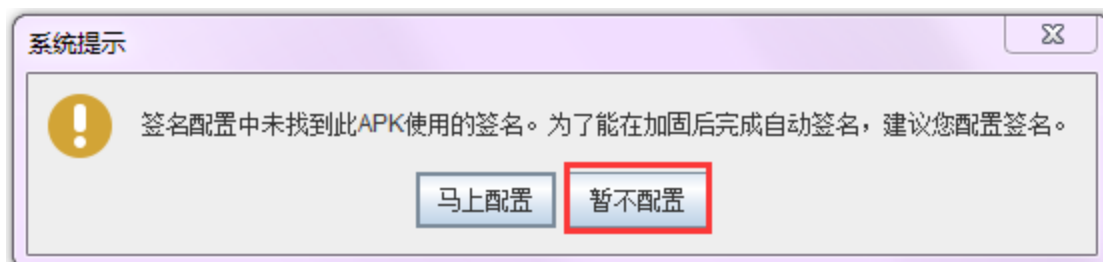 系统提示
签名配置中未找到此APK使用的签名。为了能在加固后完成自动签名，建议您配置签名。
马上配置 暂不配置